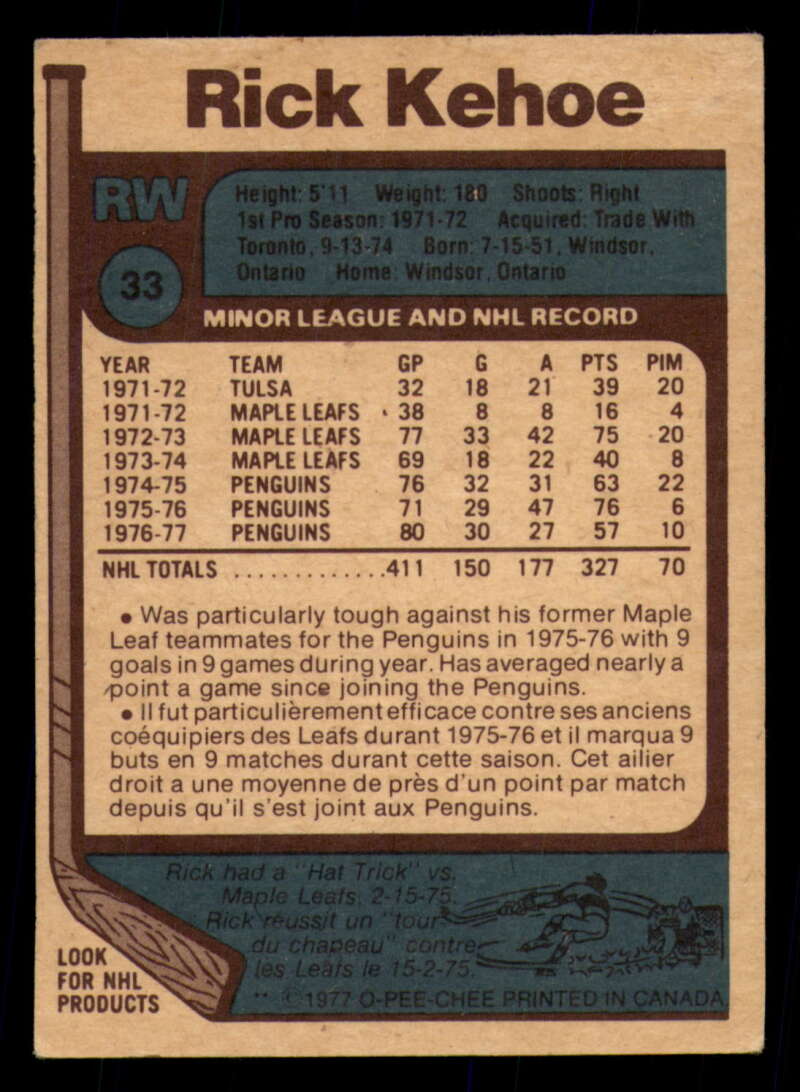 Rick Kehoe
RW
33
Height: 5'11 Weight: 180 Shoots: Right
1st Pro Season: 1971-72 Acquired: Trade With
Toronto, 9-13-74 Born: 7-15-51, Windsor,
Ontario Home: Windsor, Ontario
MINOR LEAGUE AND NHL RECORD
YEAR TEAM GP G A PTS PIM
1971-72 TULSA 32 18 21 39 20
1971-72 MAPLE LEAFS 38 8 8 16 4
1972-73 MAPLE LEAFS 77 33 42 75 20
1973-74 MAPLE LEAFS 69 18 22 40 8
1974-75 PENGUINS 76 32 31 63 22
1975-76 PENGUINS 71 29 47 76 6
1976-77 PENGUINS 80 30 27 57 10
NHL TOTALS .............411 150 177 327 70
• Was particularly tough against his former Maple
Leaf teammates for the Penguins in 1975-76 with 9
goals in 9 games during year. Has averaged nearly a
point a game since joining the Penguins.
• Il fut particulièrement efficace contre ses anciens
coéquipiers des Leafs durant 1975-76 et il marqua 9
buts en 9 matches durant cette saison. Cet ailier
droit a une moyenne de près d'un point par match
depuis qu'il s'est joint aux Penguins.
Rick had a "Hat Trick" vs.
Maple Leafs, 2-15-75.
Rick réussit un "tour
du chapeau" contre
les Leafs le 15-2-75.
LOOK
FOR NHL
PRODUCTS
** ©1977 O-PEE-CHEE PRINTED IN CANADA